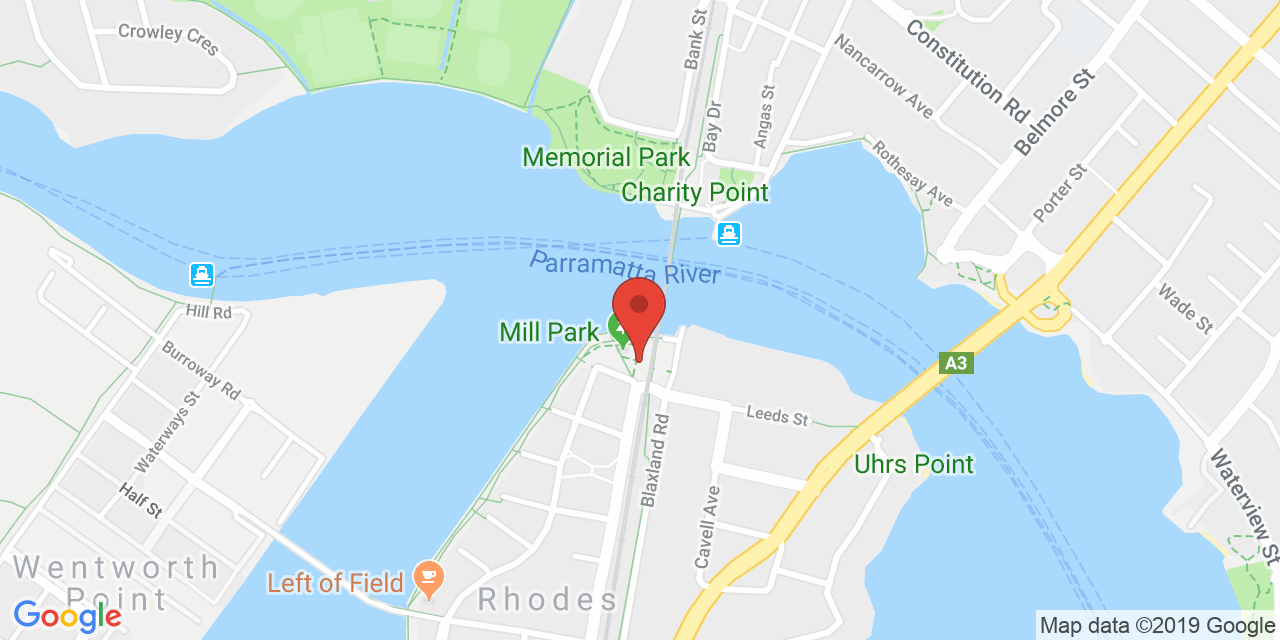 Crowley Cres
Bank St
Constitution Rd
Nancarrow Ave
Belmore St
Bay Dr
Angas St
Memorial Park
Rothesay Ave
Charity Point
Porter St
Parramatta River
Hill Rd
Wade St
Mill Park
Burroway Rd
A3
Waterways St
Leeds St
Blaxland Rd
Uhrs Point
Waterview St
Half St
Cavell Ave
Wentworth
Point
Left of Field
Rhodes
Google
Map data ©2019 Google